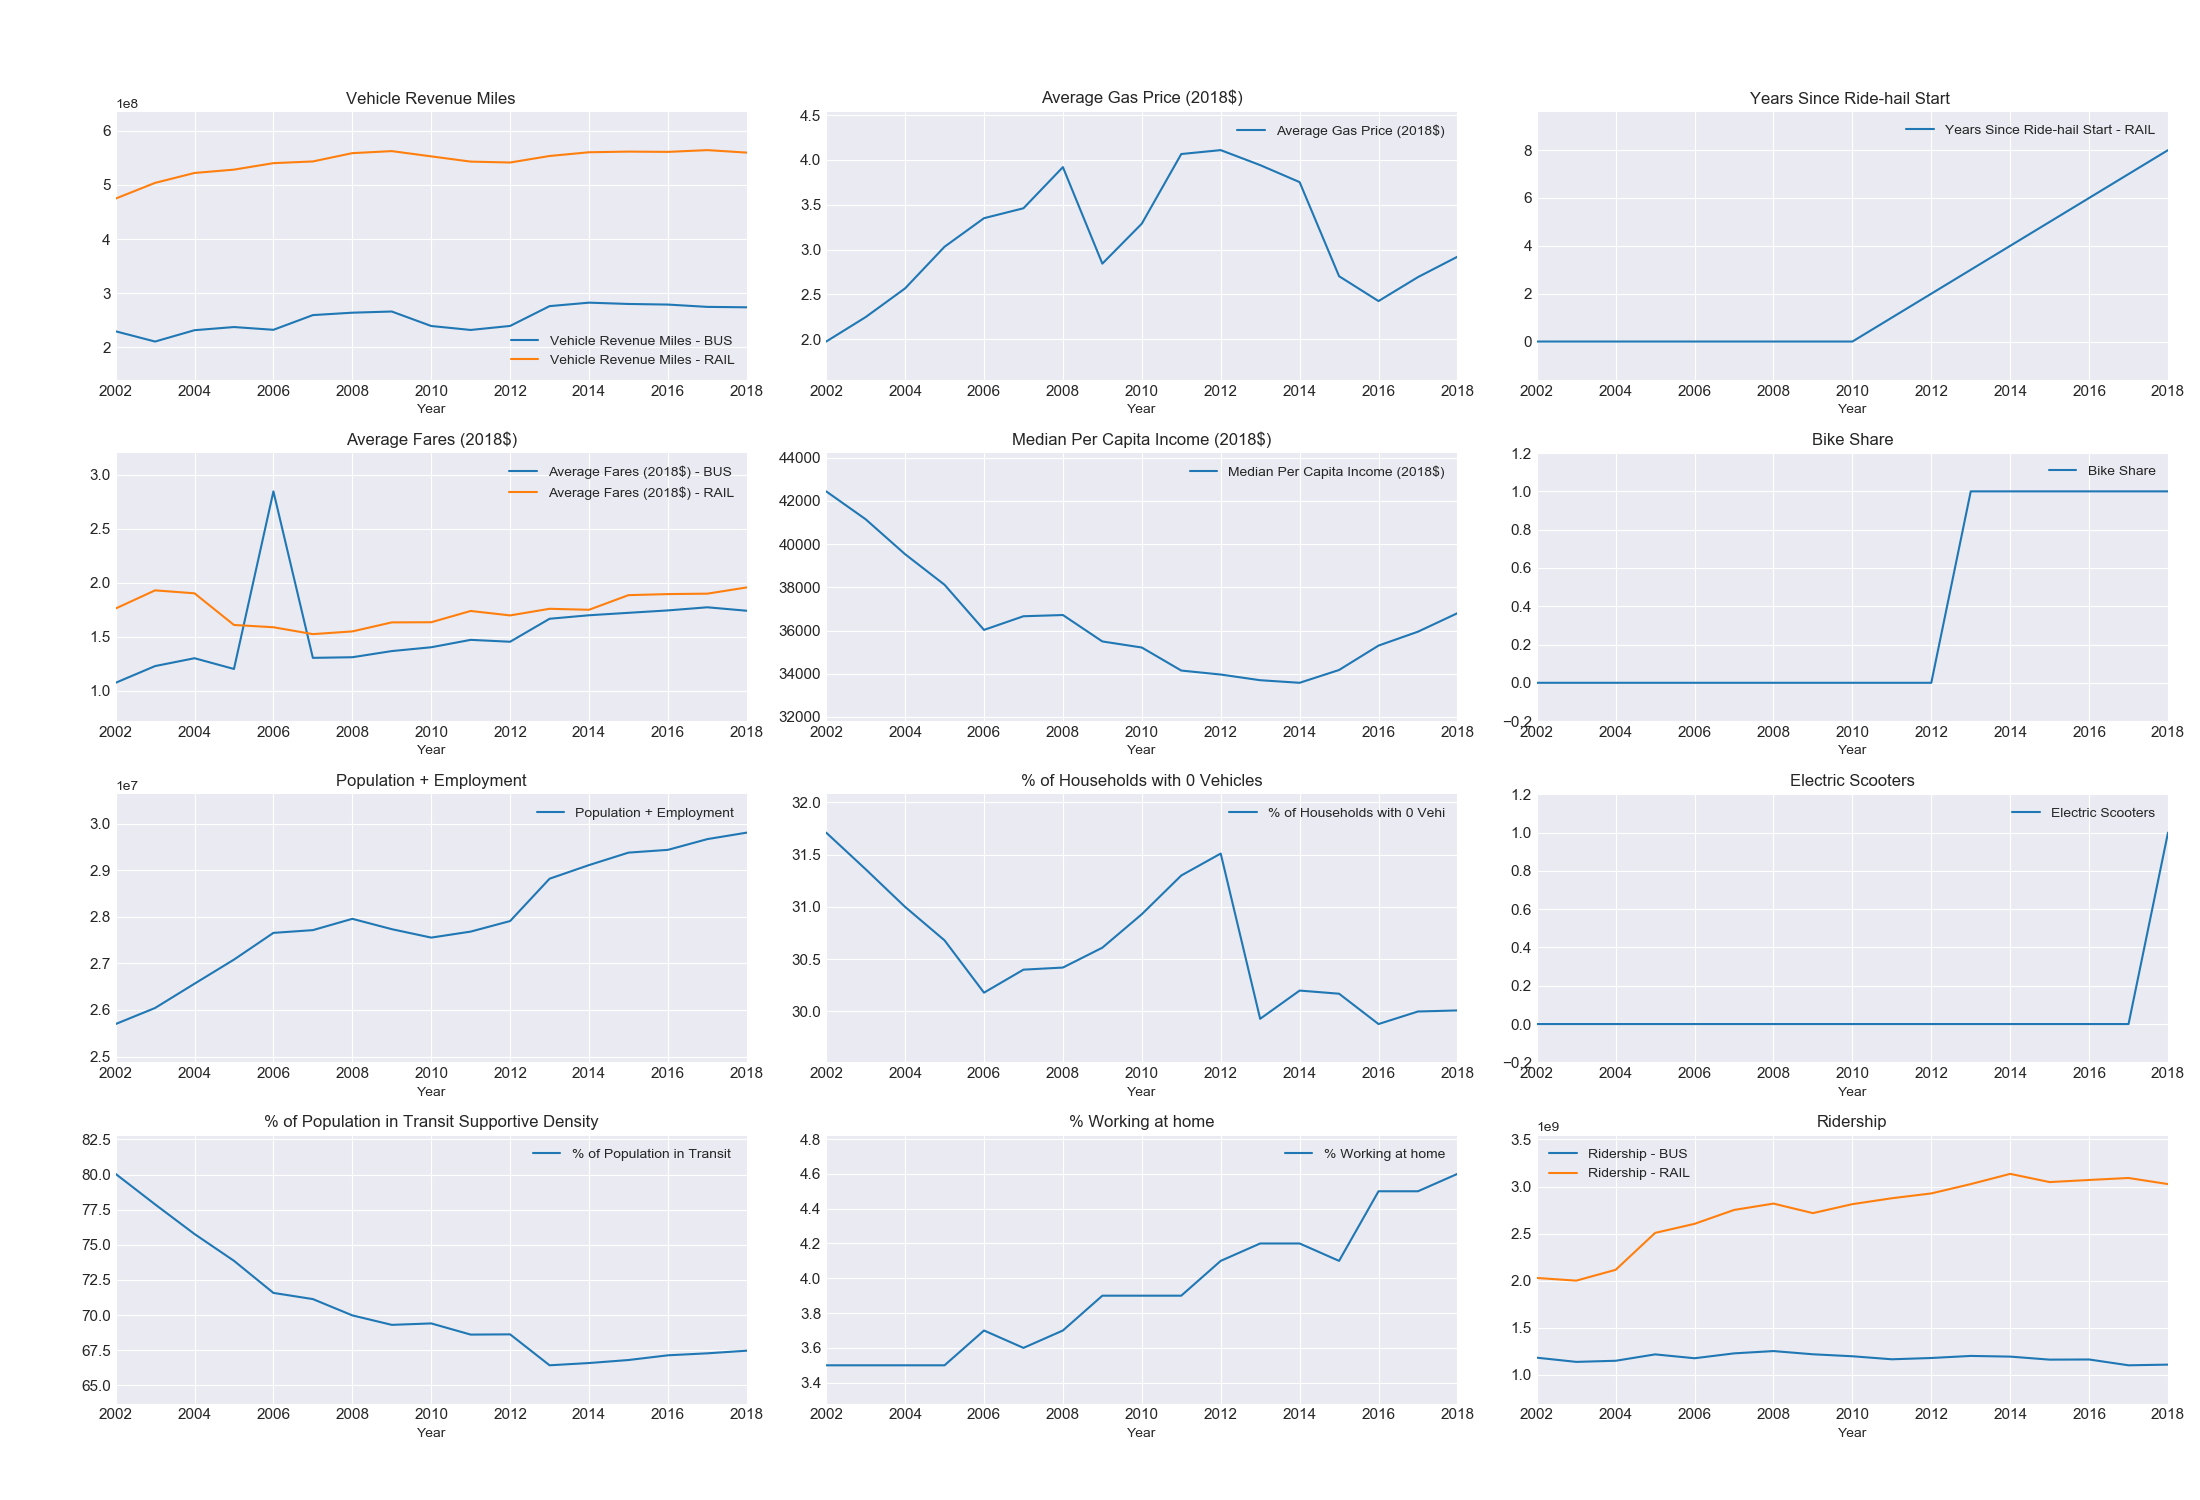 Vehicle Revenue Miles
1e8
6
5
4
3
2
Vehicle Revenue Miles - BUS
Vehicle Revenue Miles - RAIL
2002 2004 2006 2008 2010 2012 2014 2016 2018
Year
Average Gas Price (2018$)
4.5
4.0
3.5
3.0
2.5
2.0
Average Gas Price (2018$)
2002 2004 2006 2008 2010 2012 2014 2016 2018
Year
Years Since Ride-hail Start
8
6
4
2
0
Years Since Ride-hail Start - RAIL
2002 2004 2006 2008 2010 2012 2014 2016 2018
Year
Average Fares (2018$)
3.0
2.5
2.0
1.5
1.0
Average Fares (2018$) - BUS
Average Fares (2018$) - RAIL
2002 2004 2006 2008 2010 2012 2014 2016 2018
Year
Median Per Capita Income (2018$)
44000
42000
40000
38000
36000
34000
32000
Median Per Capita Income (2018$)
2002 2004 2006 2008 2010 2012 2014 2016 2018
Year
Bike Share
1.2
1.0
0.8
0.6
0.4
0.2
0.0
−0.2
Bike Share
2002 2004 2006 2008 2010 2012 2014 2016 2018
Year
Population + Employment
1e7
3.0
2.9
2.8
2.7
2.6
2.5
Population + Employment
2002 2004 2006 2008 2010 2012 2014 2016 2018
Year
% of Households with 0 Vehicles
32.0
31.5
31.0
30.5
30.0
% of Households with 0 Vehi
2002 2004 2006 2008 2010 2012 2014 2016 2018
Year
Electric Scooters
1.2
1.0
0.8
0.6
0.4
0.2
0.0
−0.2
Electric Scooters
2002 2004 2006 2008 2010 2012 2014 2016 2018
Year
% of Population in Transit Supportive Density
82.5
80.0
77.5
75.0
72.5
70.0
67.5
65.0
% of Population in Transit
2002 2004 2006 2008 2010 2012 2014 2016 2018
Year
% Working at home
4.8
4.6
4.4
4.2
4.0
3.8
3.6
3.4
% Working at home
2002 2004 2006 2008 2010 2012 2014 2016 2018
Year
Ridership
1e9
3.5
3.0
2.5
2.0
1.5
1.0
Ridership - BUS
Ridership - RAIL
2002 2004 2006 2008 2010 2012 2014 2016 2018
Year